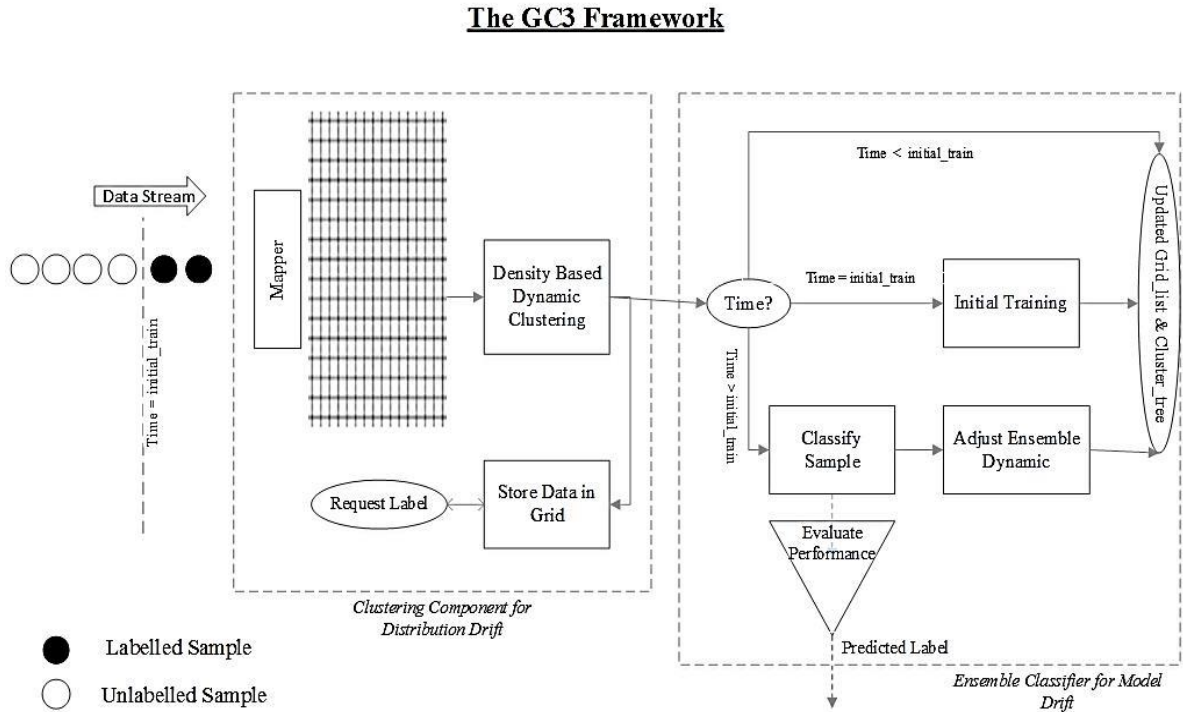 The GC3 Framework
Data Stream
Time = initial_train
Mapper
Density Based
Dynamic
Clustering
Request Label
Store Data in
Grid
Clustering Component for
Distribution Drift
Time < initial_train
Time?
Time = initial_train
Initial Training
Time > initial_train
Classify
Sample
Adjust Ensemble
Dynamic
Updated Grid_list & Cluster_tree
Evaluate
Performance
Predicted Label
Ensemble Classifier for Model
Drift
Labelled Sample
Unlabelled Sample